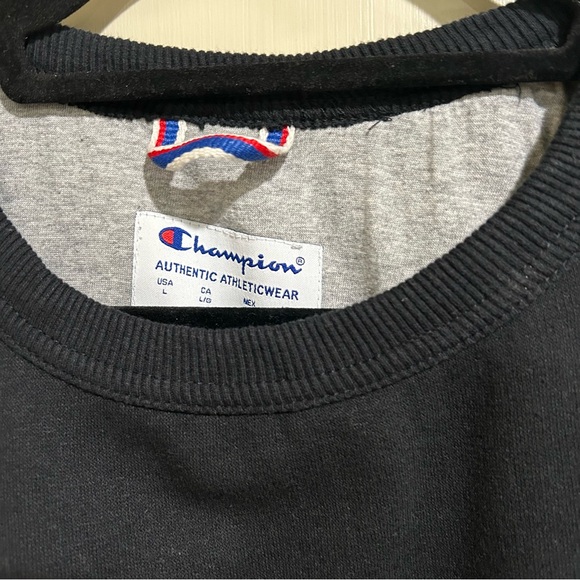 Champion®
AUTHENTIC ATHLETICWEAR
USA CA MEX
L L/G